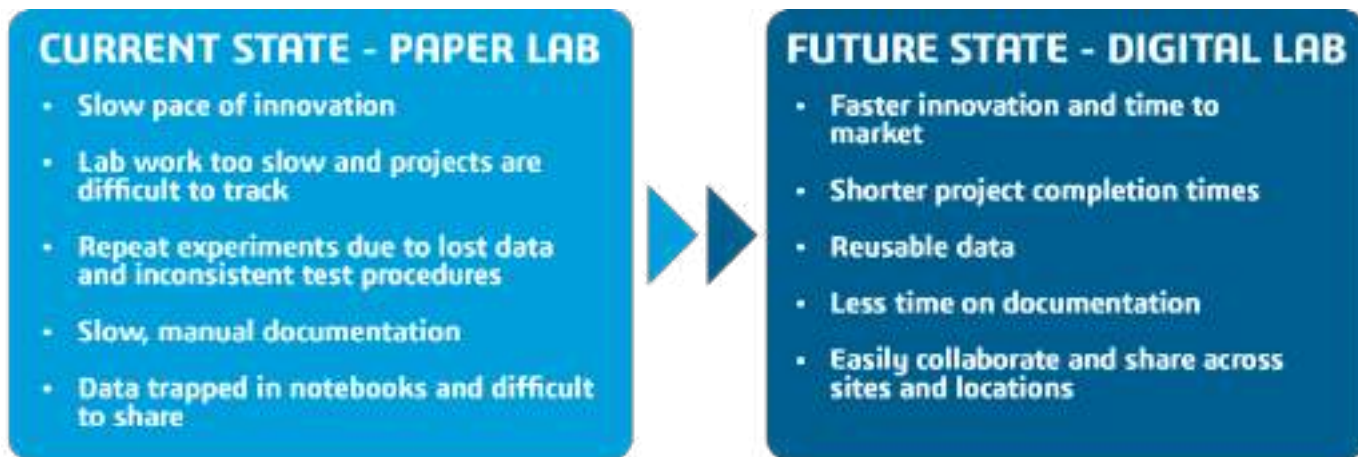 CURRENT STATE - PAPER LAB
• Slow pace of innovation
• Lab work too slow and projects are
difficult to track
• Repeat experiments due to lost data
and inconsistent test procedures
• Slow, manual documentation
• Data trapped in notebooks and difficult
to share
FUTURE STATE - DIGITAL LAB
• Faster innovation and time to
market
• Shorter project completion times
• Reusable data
• Less time on documentation
• Easily collaborate and share across
sites and locations